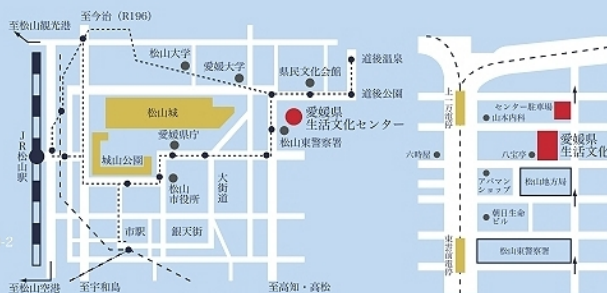 至今治（R196）
至松山観光港
松山大学
愛媛大学
県民文化会館
道後温泉
道後公園
松山城
愛媛県
生活文化センター
愛媛県庁
松山東警察署
城山公園
JR松山駅
松山
市役所
大街道
市駅
銀天街
-2
至松山空港
至宇和島
至高知・高松
上一万電停
センター駐車場
山本内科
愛媛県
生活文化
六時屋
八宝亭
アパマン
ショップ
松山地方局
朝日生命
ビル
東雲前電停
松山東警察署